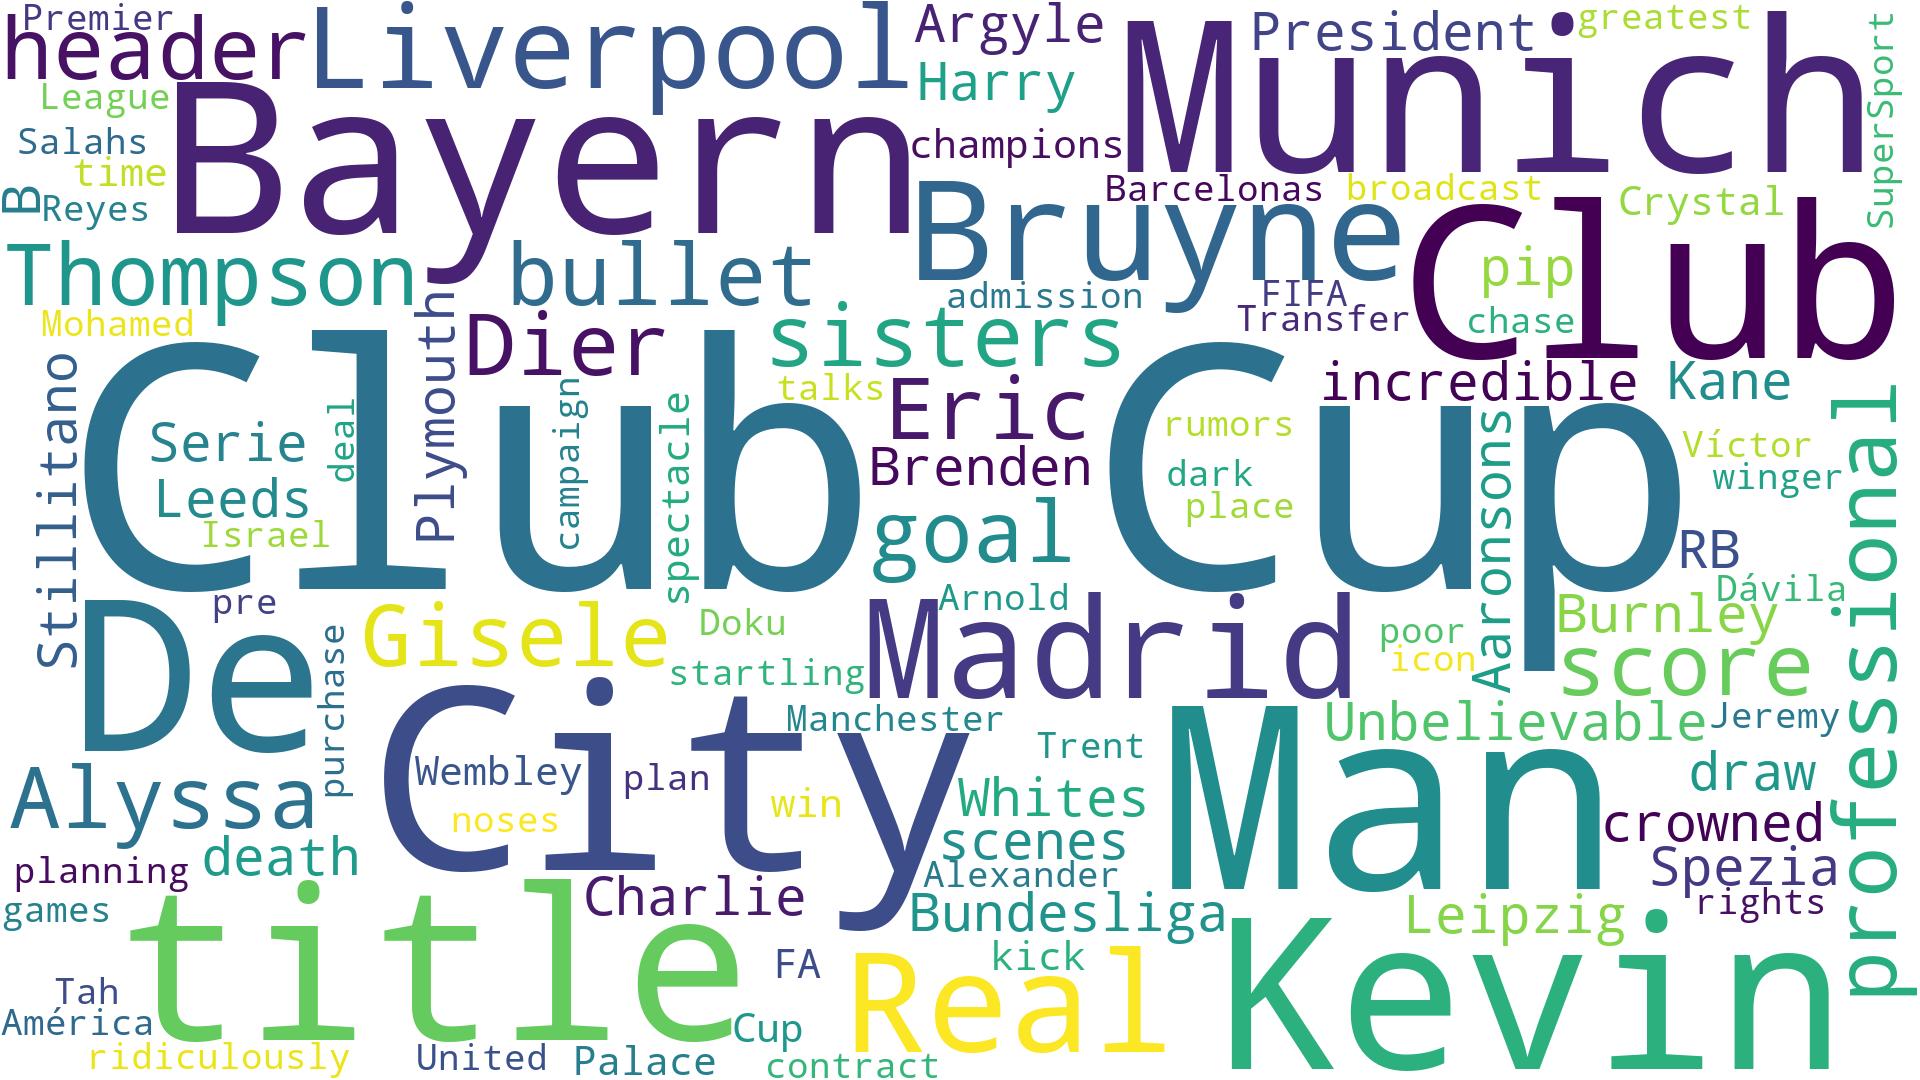 Premier
header
Liverpool
Argyle
President
greatest
Munich
SuperSport
League
Bayern
Harry
Salahs
champions
time
B
Reyes
Barcelonas
broadcast
Crystal
Bruyne
Club
Thompson
bullet
pip
admission
FIFA
Mohamed
Plymouth
Dier
sisters
Transfer
chase
Stillitano
Club Cup
talks
Eric
incredible
Kane
professional
Serie
deal
campaign
spectacle
Brenden
rumors
Aaronsons
Víctor
Leeds
dark
winger
Israel
goal
place
RB
De
pre
Gisele
Doku
Arnold
Madrid
poor
Burnley
Dávila
purchase
startling
icon
score
City
Manchester
Man
Unbelievable
Jeremy
Alyssa
Wembley
plan
Trent
draw
noses
win
Whites
crowned
planning
death
scenes
Spezia
games
Charlie
Alexander
rights
title
Bundesliga
Leipzig
Kevin
Tah
FA
Real
kick
América
Cup
ridiculously
United
Palace
contract